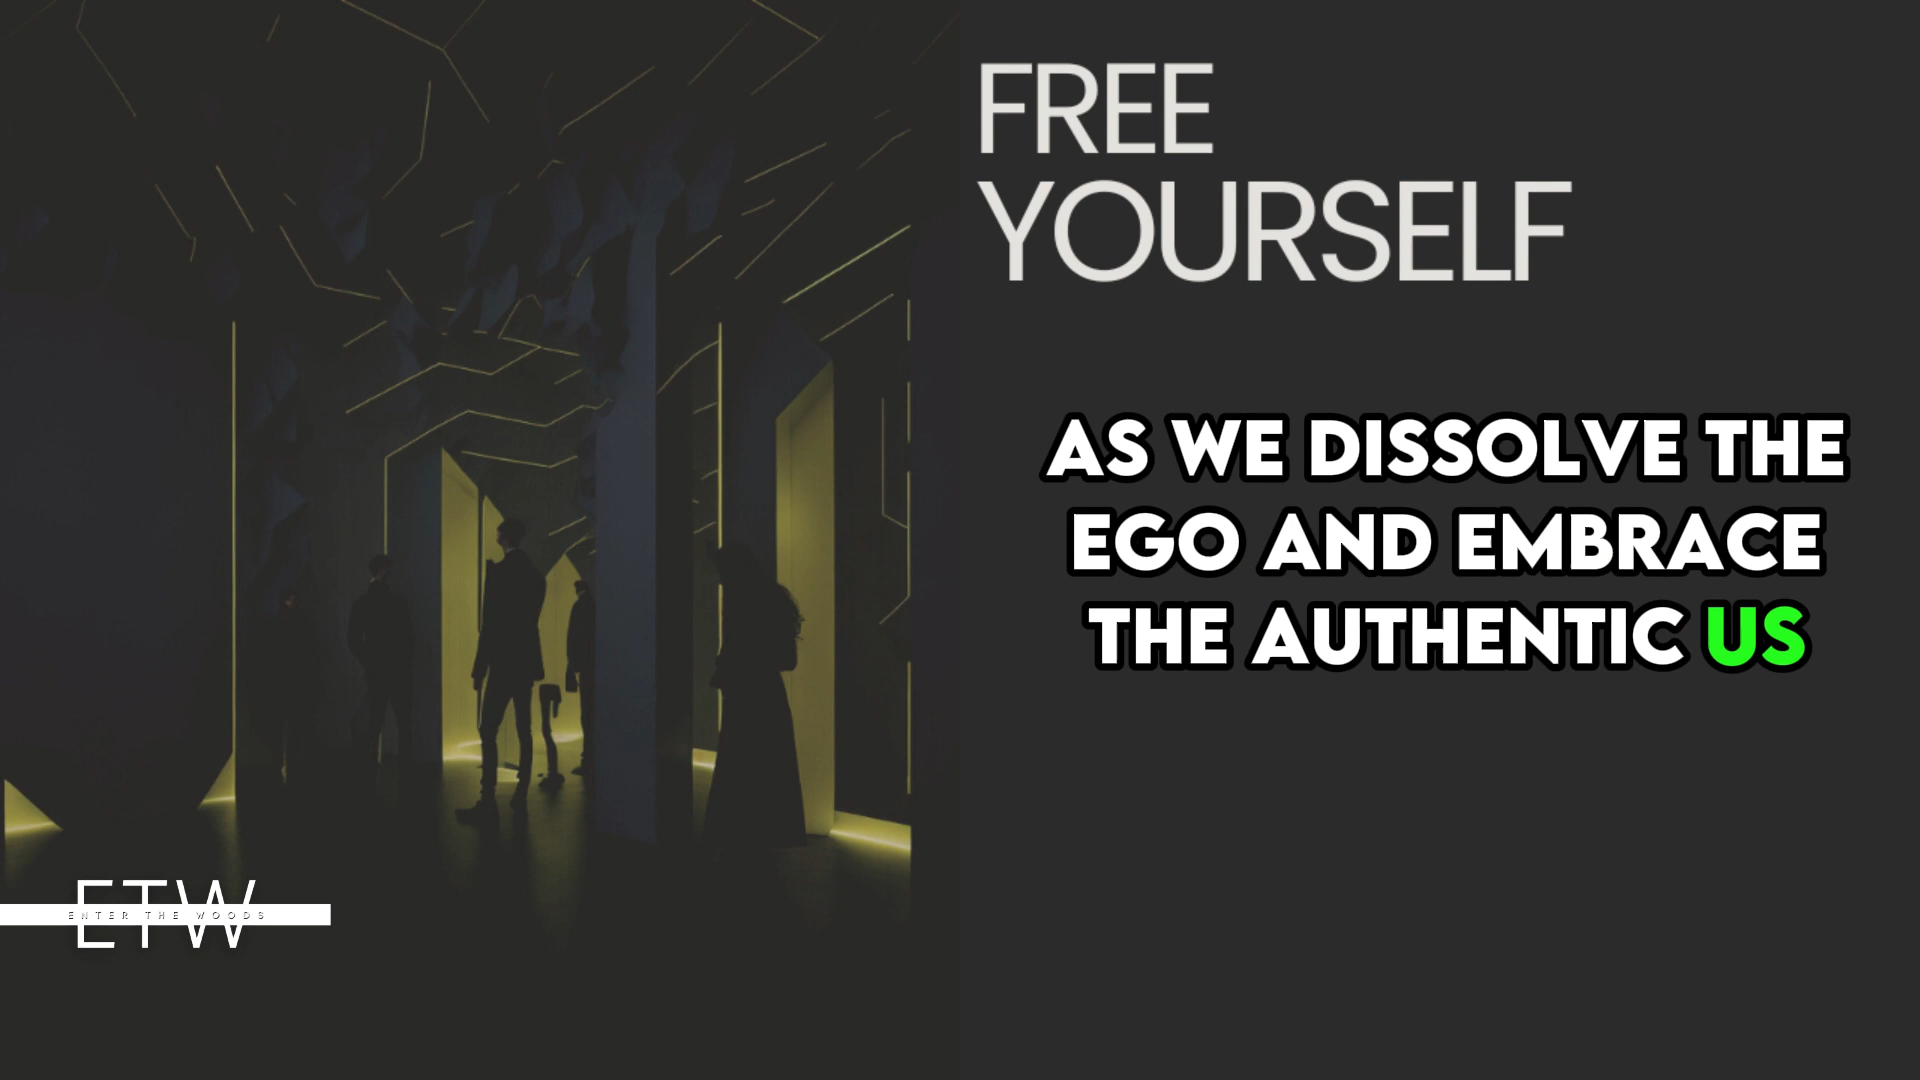 FREE
YOURSELF
AS WE DISSOLVE THE
EGO AND EMBRACE
THE AUTHENTIC US
ETW
ENTER THE WOODS